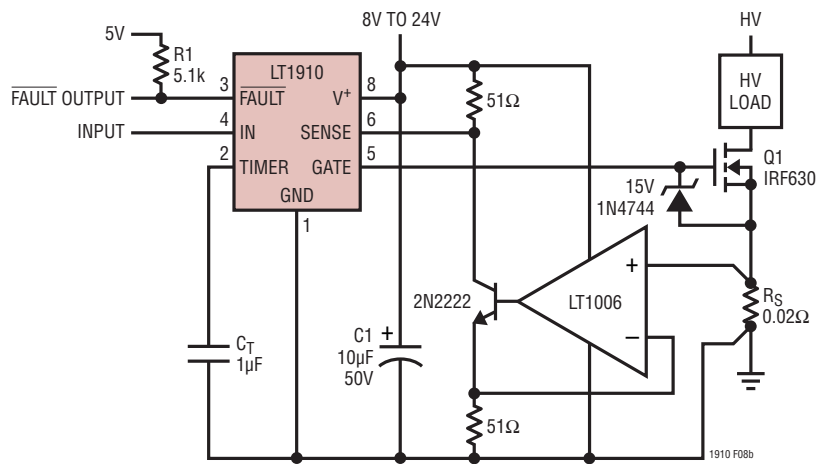 8V TO 24V
HV
5V
R1
5.1k
LT1910
HV
LOAD
FAULT OUTPUT
3
FAULT
V+
8
51Ω
INPUT
4
IN
SENSE
6
2
TIMER
GATE
5
Q1
IRF630
GND
1
15V
1N4744
+
LT1006
−
2N2222
RS
0.02Ω
CT
1µF
C1
10µF
50V
+
51Ω
1910 F08b